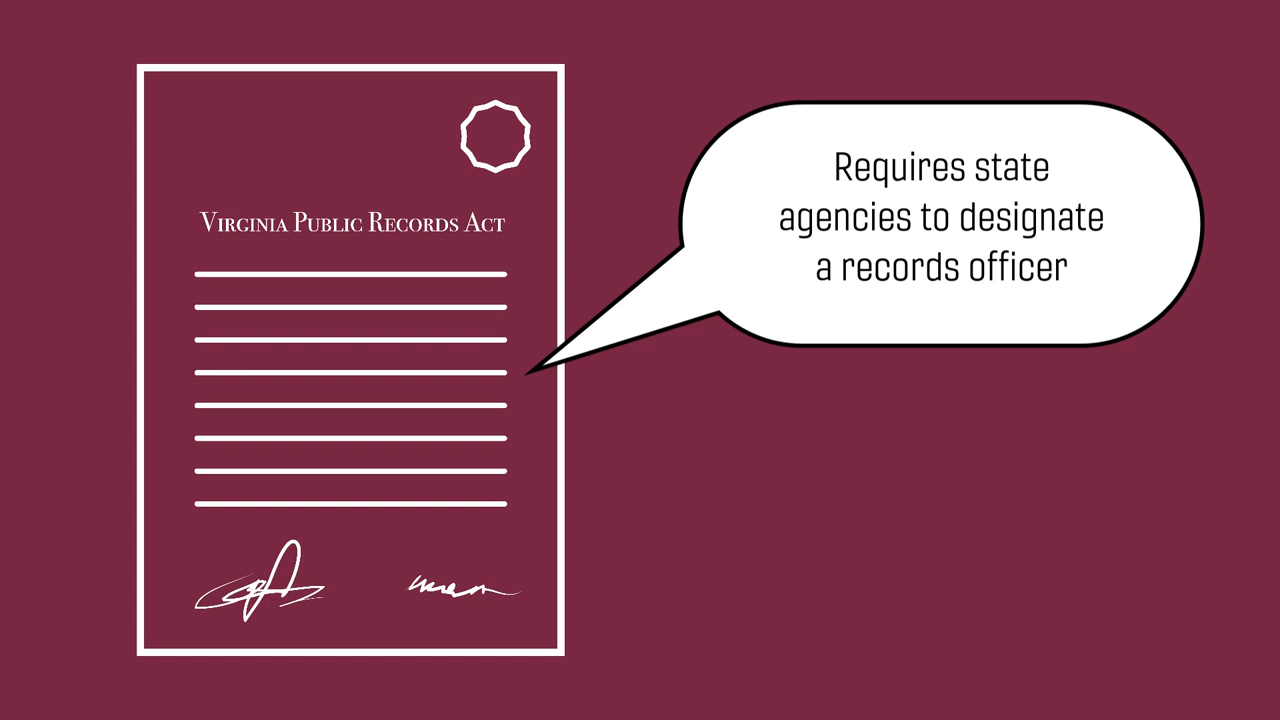 Virginia Public Records Act
Requires state
agencies to designate
a records officer